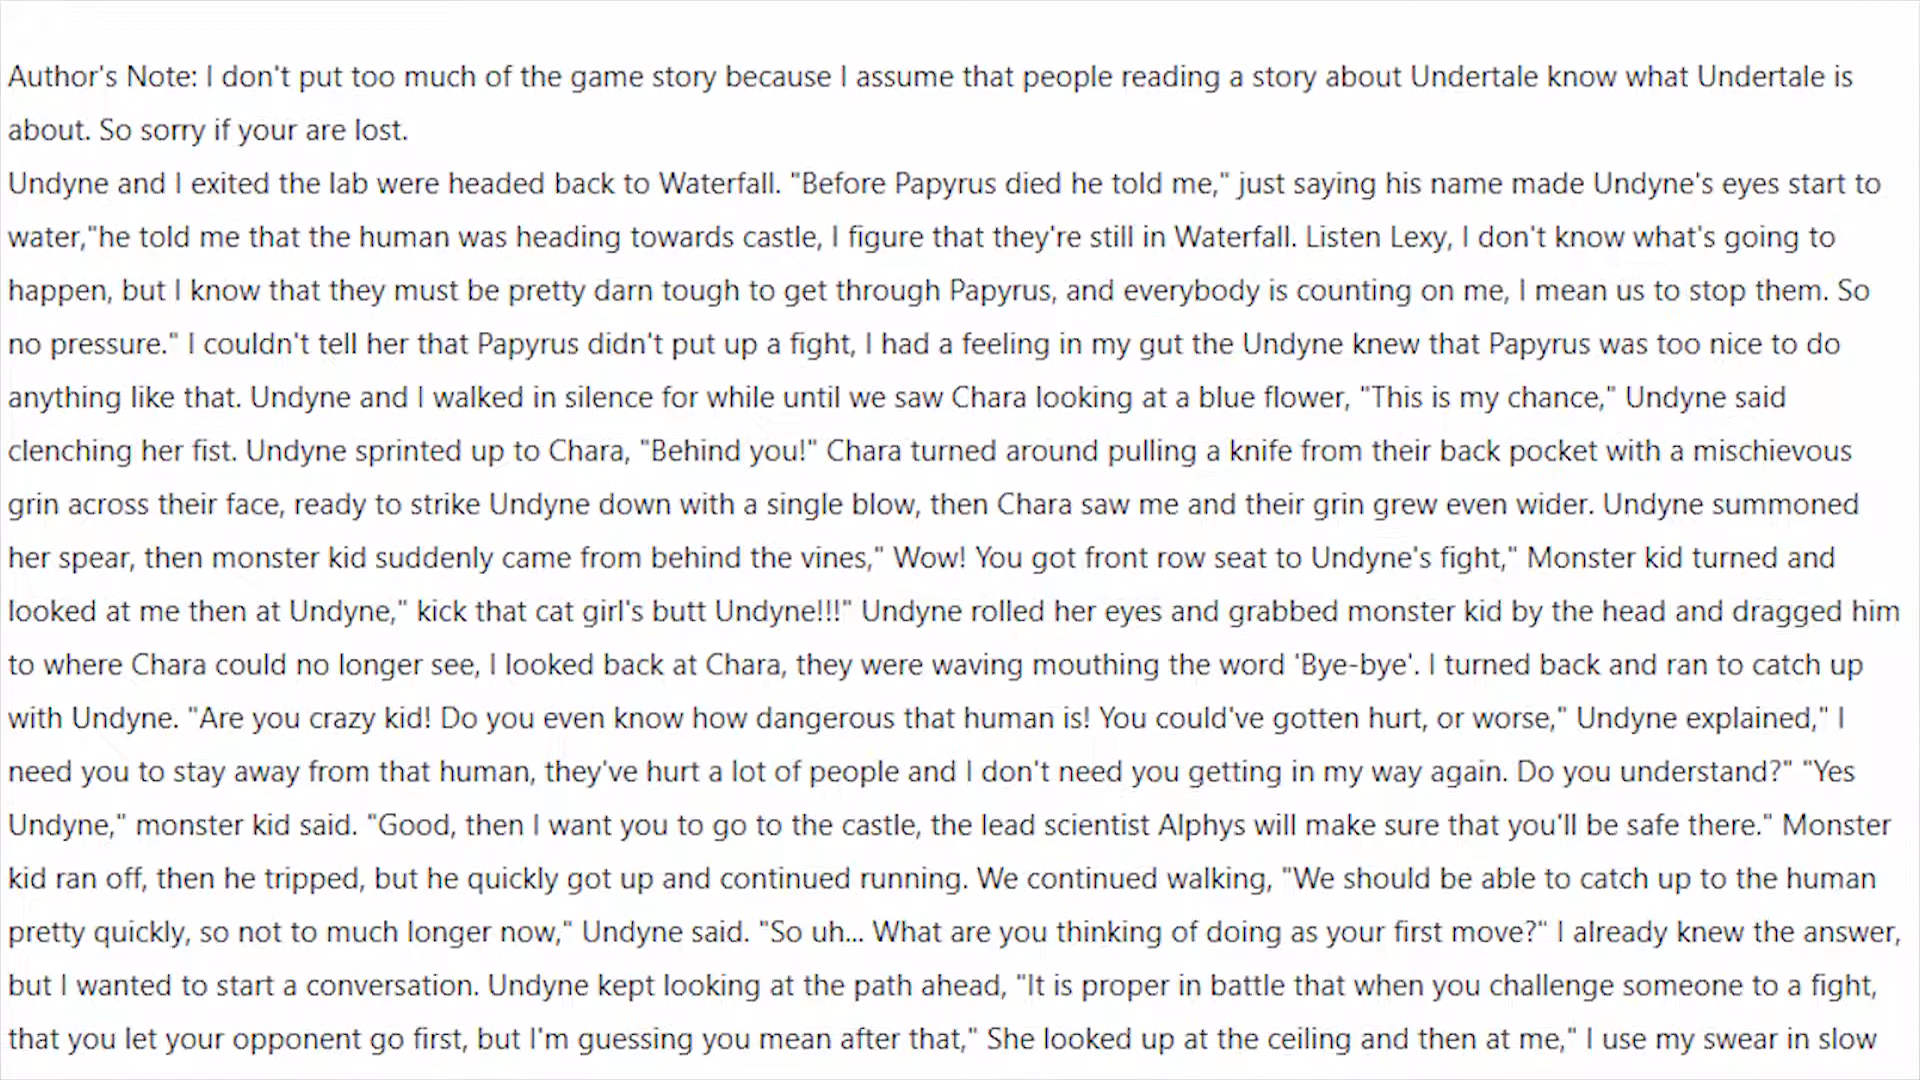 Author's Note: I don't put too much of the game story because I assume that people reading a story about Undertale know what Undertale is
about. So sorry if your are lost.
Undyne and I exited the lab were headed back to Waterfall. "Before Papyrus died he told me," just saying his name made Undyne's eyes start to
water,"he told me that the human was heading towards castle, I figure that they're still in Waterfall. Listen Lexy, I don't know what's going to
happen, but I know that they must be pretty darn tough to get through Papyrus, and everybody is counting on me, I mean us to stop them. So
no pressure." I couldn't tell her that Papyrus didn't put up a fight, I had a feeling in my gut the Undyne knew that Papyrus was too nice to do
anything like that. Undyne and I walked in silence for while until we saw Chara looking at a blue flower, "This is my chance," Undyne said
clenching her fist. Undyne sprinted up to Chara, "Behind you!" Chara turned around pulling a knife from their back pocket with a mischievous
grin across their face, ready to strike Undyne down with a single blow, then Chara saw me and their grin grew even wider. Undyne summoned
her spear, then monster kid suddenly came from behind the vines," Wow! You got front row seat to Undyne's fight," Monster kid turned and
looked at me then at Undyne," kick that cat girl's butt Undyne!!!" Undyne rolled her eyes and grabbed monster kid by the head and dragged him
to where Chara could no longer see, I looked back at Chara, they were waving mouthing the word 'Bye-bye'. I turned back and ran to catch up
with Undyne. "Are you crazy kid! Do you even know how dangerous that human is! You could've gotten hurt, or worse," Undyne explained," I
need you to stay away from that human, they've hurt a lot of people and I don't need you getting in my way again. Do you understand?" "Yes
Undyne," monster kid said. "Good, then I want you to go to the castle, the lead scientist Alphys will make sure that you'll be safe there." Monster
kid ran off, then he tripped, but he quickly got up and continued running. We continued walking, "We should be able to catch up to the human
pretty quickly, so not to much longer now," Undyne said. "So uh... What are you thinking of doing as your first move?" I already knew the answer,
but I wanted to start a conversation. Undyne kept looking at the path ahead, "It is proper in battle that when you challenge someone to a fight,
that you let your opponent go first, but I'm guessing you mean after that," She looked up at the ceiling and then at me," I use my swear in slow